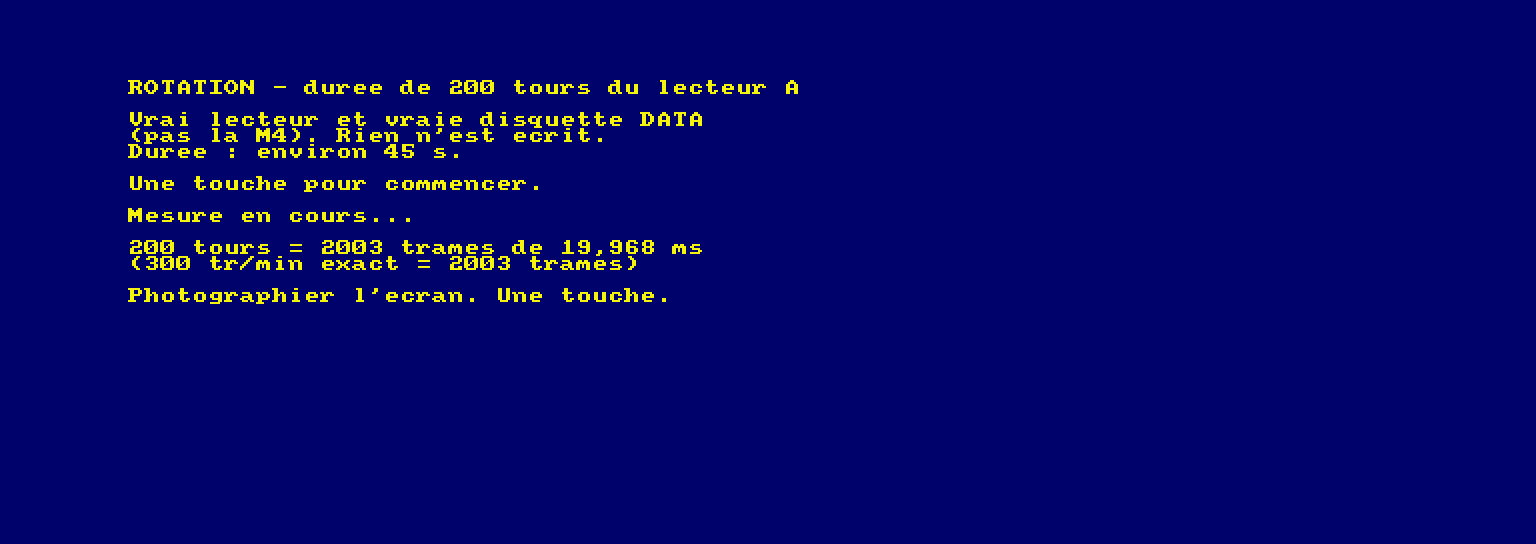 ROTATION - duree de 200 tours du lecteur A
Vrai lecteur et vraie disquette DATA
(pas la M4). Rien n'est ecrit.
Duree : environ 45 s.
Une touche pour commencer.
Mesure en cours...
200 tours = 2003 trames de 19,968 ms
(300 tr/min exact = 2003 trames)
Photographier l'ecran. Une touche.